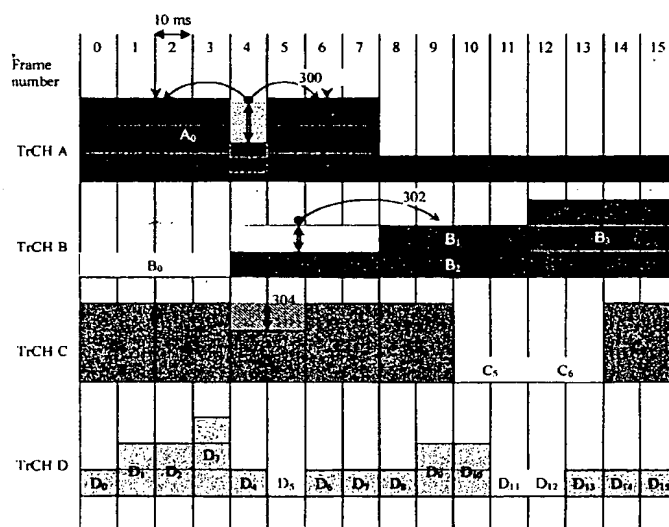 10 ms
0 1 2 3 4 5 6 7 8 9 10 11 12 13 14 15
Frame
number
300
A0
TrCH A
302
B1
B3
TrCH B
B0
B2
304
TrCH C
C5
C6
D3
TrCH D
D1 D2 D9 D10
D0 D4 D5 D6 D7 D8 D11 D12 D13 D14 D15